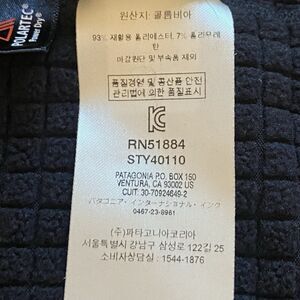 POLARTEC®
Power Dry®
원산지: 콜롬비아
93% 재활용 폴리에스터, 7% 폴리우레
탄
마감원단 및 부속품 제외
품질경영 및 공산품 안전
관리법에 의한 품질표시
RN51884
STY40110
PATAGONIA P.O. BOX 150
VENTURA, CA 93002 US
CUIT: 30-70924649-2
パタゴニア・インターナショナル・インク
0467-23-8961
(주)파타고니아코리아
서울특별시 강남구 삼성로 122길 25
소비자상담실 : 1544-1876